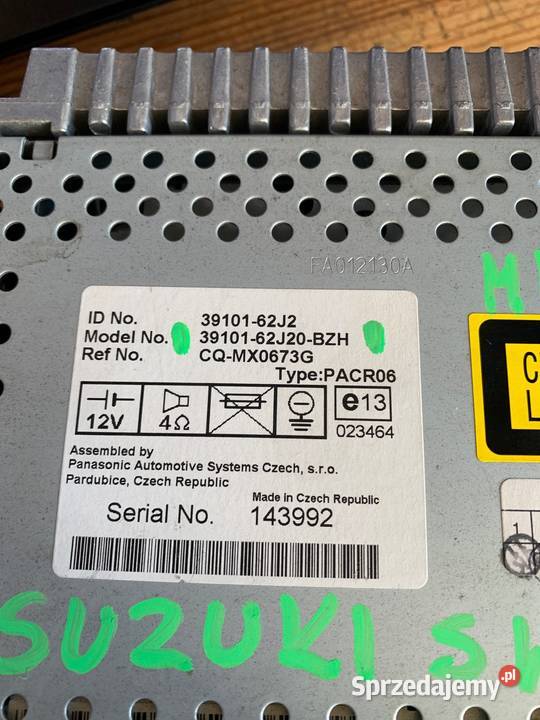 FA012130A
ID No. 39101-62J2
Model No. 39101-62J20-BZH
Ref No. CQ-MX0673G
Type:PACR06
12V 4Ω e13
023464
Assembled by
Panasonic Automotive Systems Czech, s.r.o.
Pardubice, Czech Republic
Made in Czech Republic
Serial No. 143992
1
SUZUKI
Sprzedajemy.pl